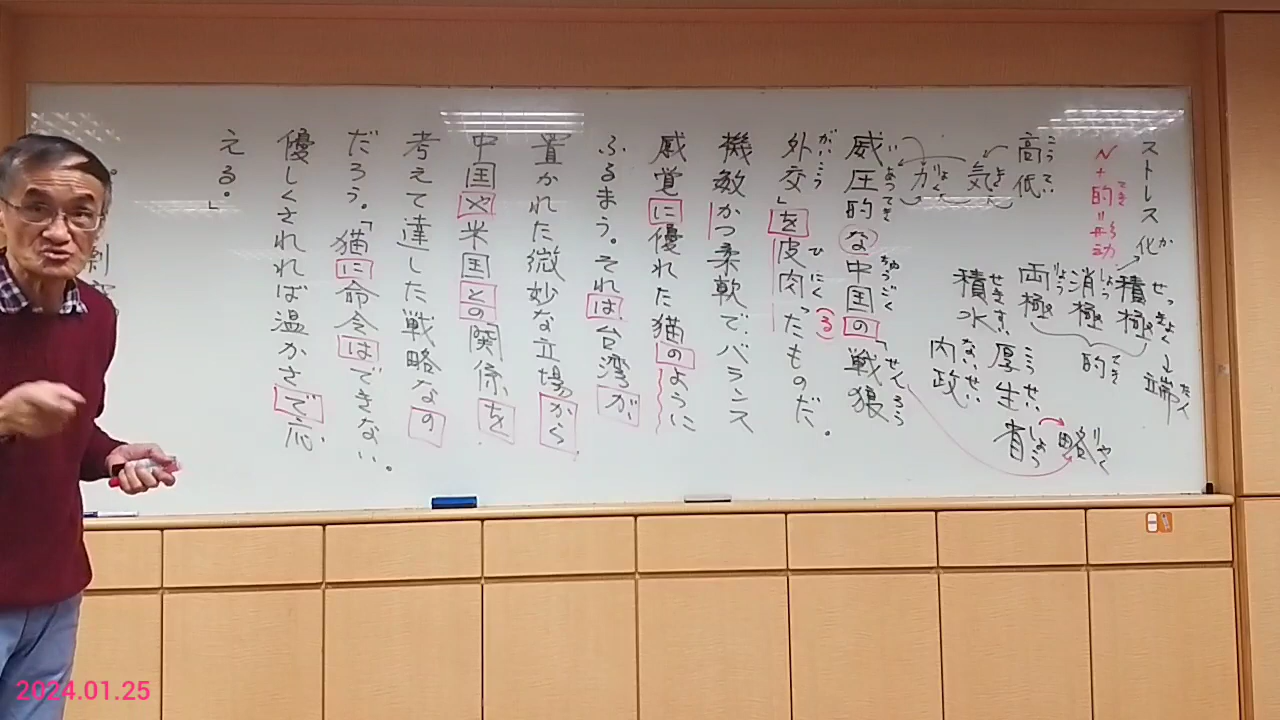 ストレス化
せっきょく
積極→端
消極
両極
的
N+的=形動
高低
気
力
積水
厚生省略
内政
威圧的な中国の「戦狼
外交」を皮肉ったものだ。
機敏かつ柔軟で、バランス
感覚に優れた猫のように
ふるまう。それは台湾が
置かれた微妙な立場から
中国や米国との関係を
考えて達した戦略なの
だろう。「猫に命令はできない。
優しくされれば温かさで応
える。」
2024.01.25